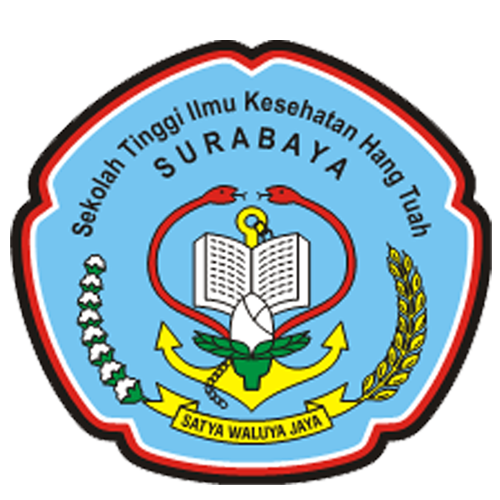 Sekolah Tinggi Ilmu Kesehatan Hang Tuah
SURABAYA
SATYA WALUYA JAYA